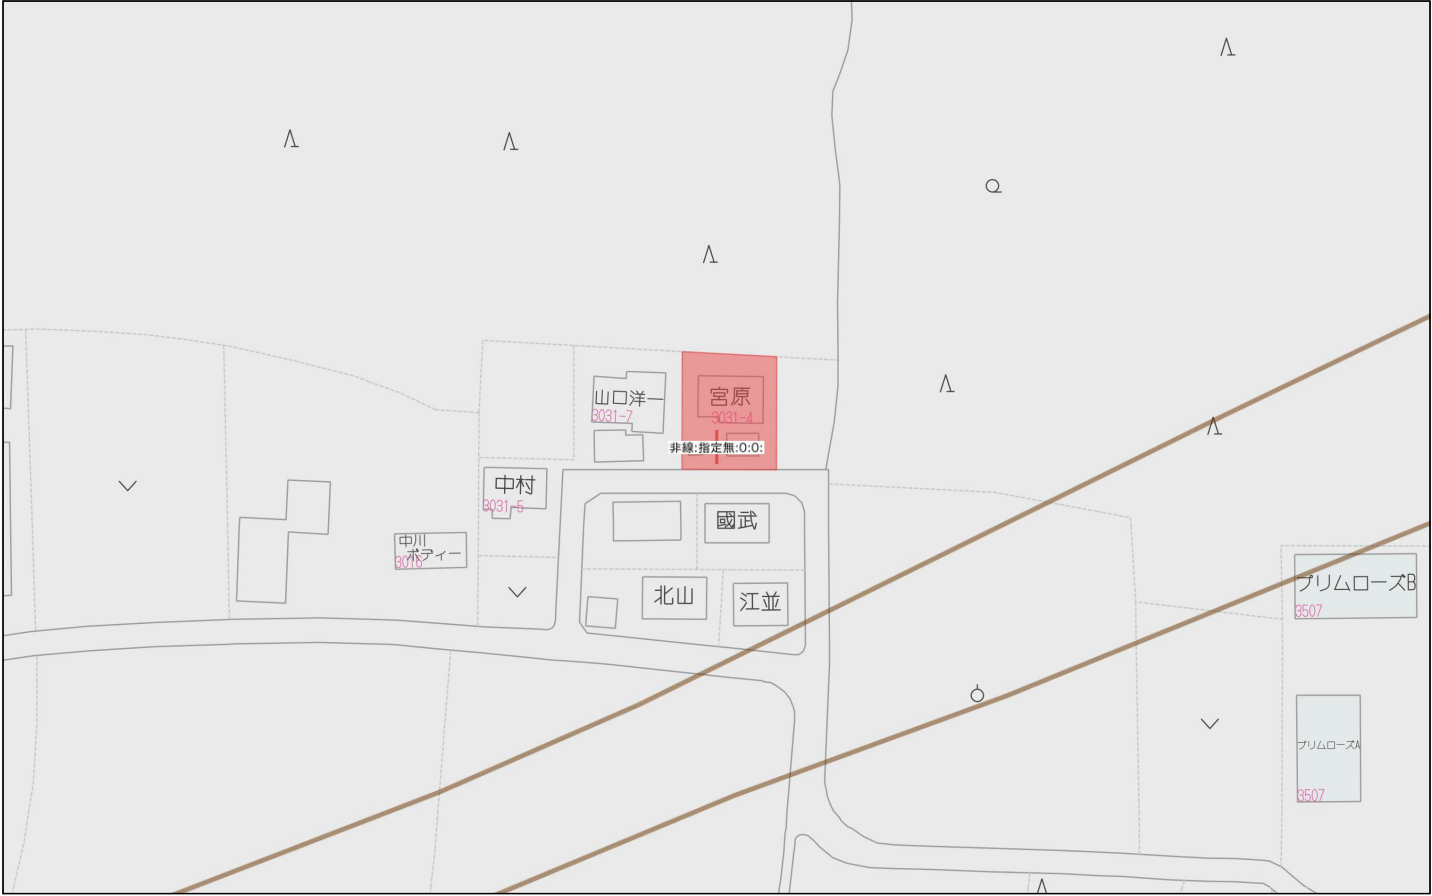 山口洋一
3031-7
宮原
3031-4
非線:指定無:0:0:
中村
3031-5
中川
ボディー
3016
國武
北山
江並
プリムローズB
3507
プリムローズA
3507